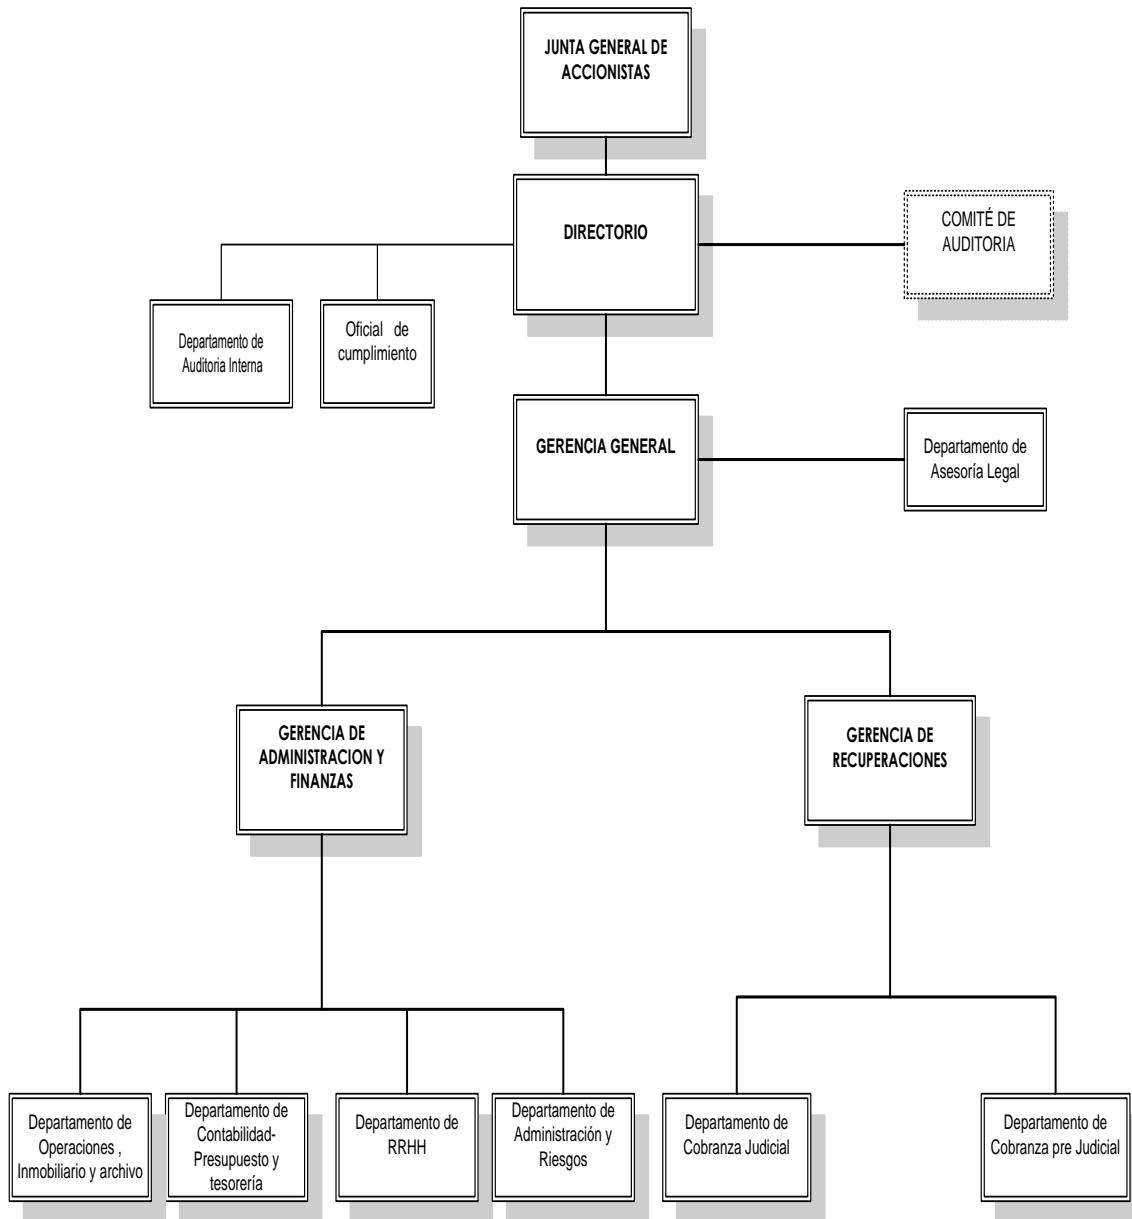 JUNTA GENERAL DE
ACCIONISTAS
DIRECTORIO
COMITÉ DE
AUDITORIA
Departamento de
Auditoria Interna
Oficial de
cumplimiento
GERENCIA GENERAL
Departamento de
Asesoría Legal
GERENCIA DE
ADMINISTRACION Y
FINANZAS
GERENCIA DE
RECUPERACIONES
Departamento de
Operaciones ,
Inmobiliario y archivo
Departamento de
Contabilidad-
Presupuesto y
tesorería
Departamento de
RRHH
Departamento de
Administración y
Riesgos
Departamento de
Cobranza Judicial
Departamento de
Cobranza pre Judicial